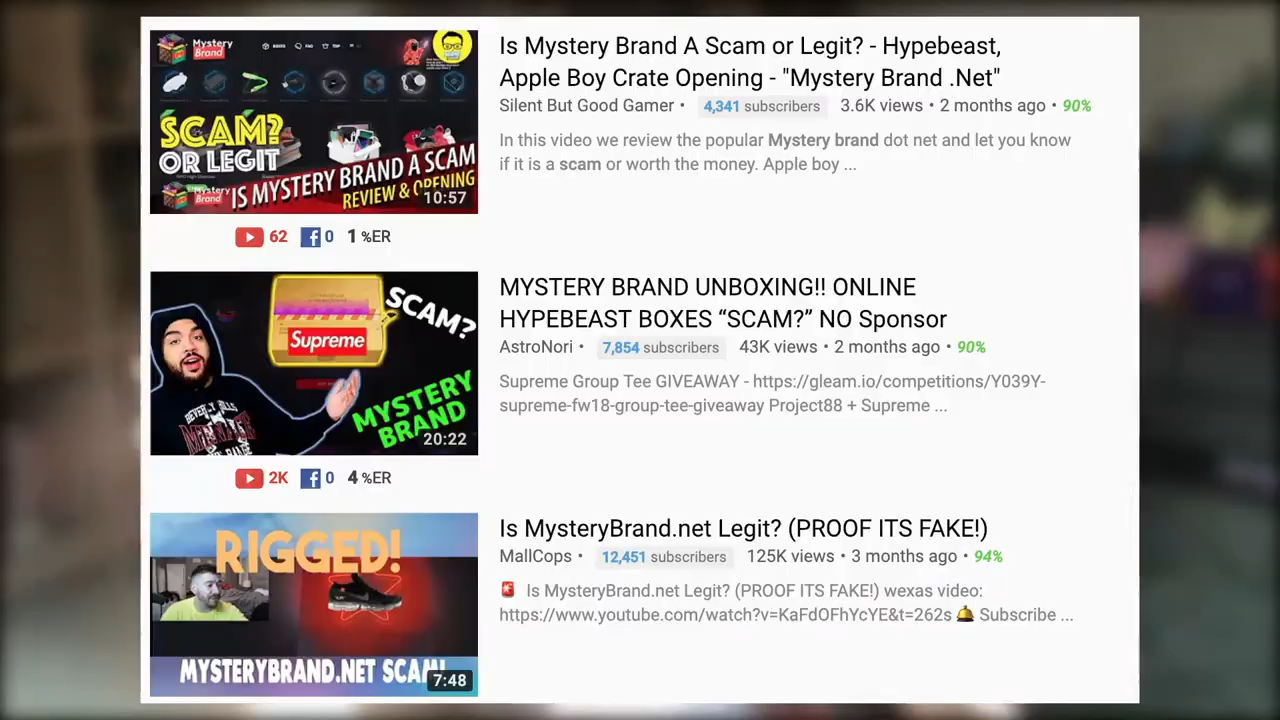 Mystery
Brand
BOXES
FAQ
TOP
SCAM?
OR LEGIT
Mystery
Brand
IS MYSTERY BRAND A SCAM
REVIEW & OPENING
10:57
Is Mystery Brand A Scam or Legit? - Hypebeast,
Apple Boy Crate Opening - "Mystery Brand .Net"
Silent But Good Gamer • 4,341 subscribers 3.6K views • 2 months ago • 90%
In this video we review the popular Mystery brand dot net and let you know
if it is a scam or worth the money. Apple boy ...
62 0 1 %ER
SCAM?
Supreme
MYSTERY
BRAND
BEVERLY HILLS
20:22
MYSTERY BRAND UNBOXING!! ONLINE
HYPEBEAST BOXES “SCAM?” NO Sponsor
AstroNori • 7,854 subscribers 43K views • 2 months ago • 90%
Supreme Group Tee GIVEAWAY - https://gleam.io/competitions/Y039Y-
supreme-fw18-group-tee-giveaway Project88 + Supreme ...
2K 0 4 %ER
RIGGED!
MYSTERYBRAND.NET SCAM!
7:48
Is MysteryBrand.net Legit? (PROOF ITS FAKE!)
MallCops • 12,451 subscribers 125K views • 3 months ago • 94%
🚨 Is MysteryBrand.net Legit? (PROOF ITS FAKE!) wexas video:
https://www.youtube.com/watch?v=KaFdOFhYcYE&t=262s 🛎 Subscribe ...